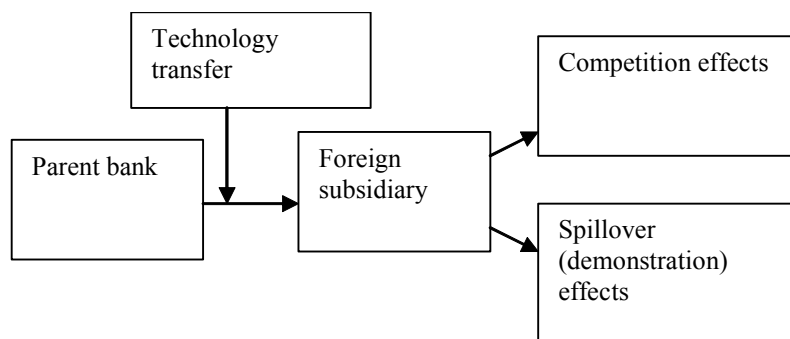 Technology
transfer
Competition effects
Parent bank
Foreign
subsidiary
Spillover
(demonstration)
effects